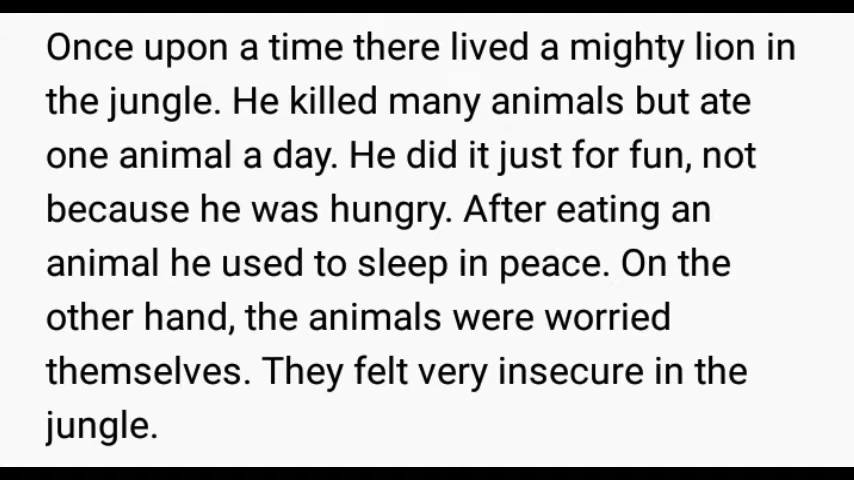 Once upon a time there lived a mighty lion in
the jungle. He killed many animals but ate
one animal a day. He did it just for fun, not
because he was hungry. After eating an
animal he used to sleep in peace. On the
other hand, the animals were worried
themselves. They felt very insecure in the
jungle.